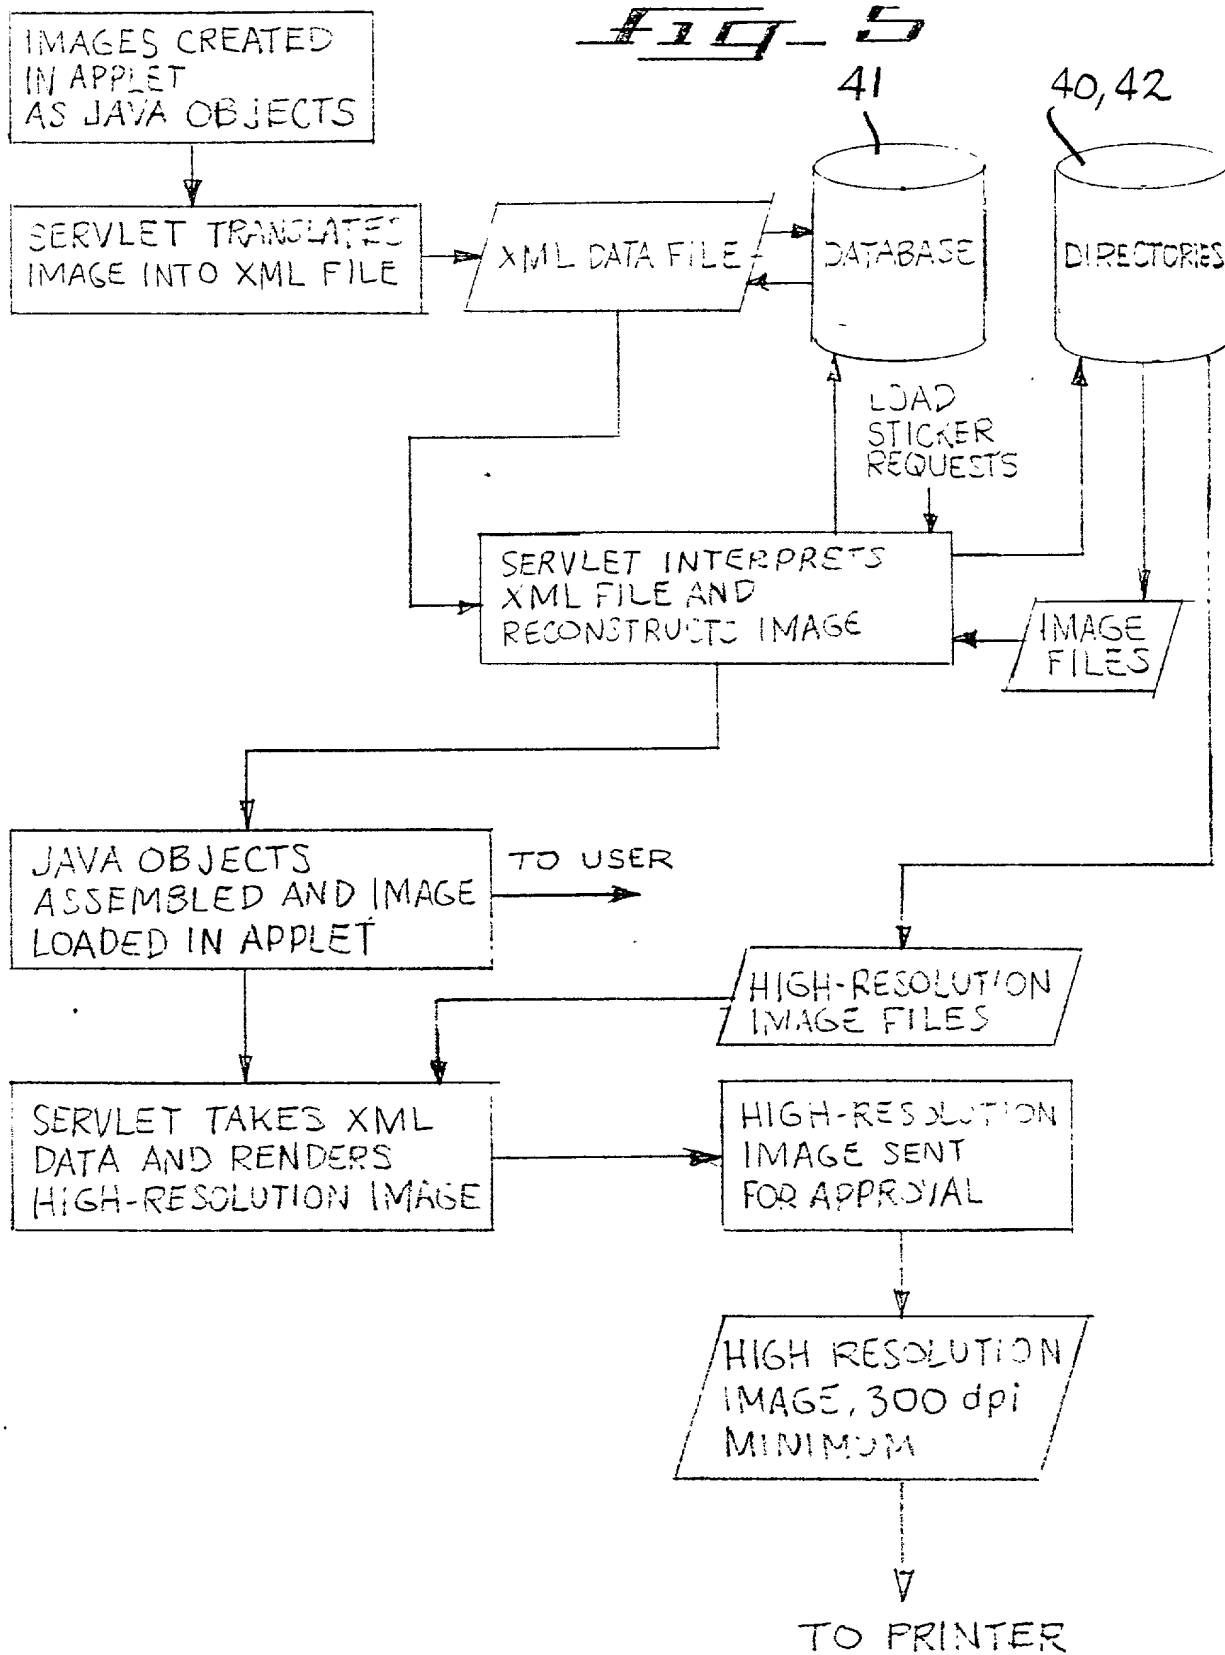 Fig. 5
IMAGES CREATED
IN APPLET
AS JAVA OBJECTS
41
40, 42
SERVLET TRANSLATES
IMAGE INTO XML FILE
XML DATA FILE
DATABASE
DIRECTORIES
LOAD
STICKER
REQUESTS
SERVLET INTERPRETS
XML FILE AND
RECONSTRUCTS IMAGE
IMAGE
FILES
JAVA OBJECTS
ASSEMBLED AND IMAGE
LOADED IN APPLET
TO USER
HIGH-RESOLUTION
IMAGE FILES
SERVLET TAKES XML
DATA AND RENDERS
HIGH-RESOLUTION IMAGE
HIGH-RESOLUTION
IMAGE SENT
FOR APPROVAL
HIGH RESOLUTION
IMAGE, 300 dpi
MINIMUM
TO PRINTER